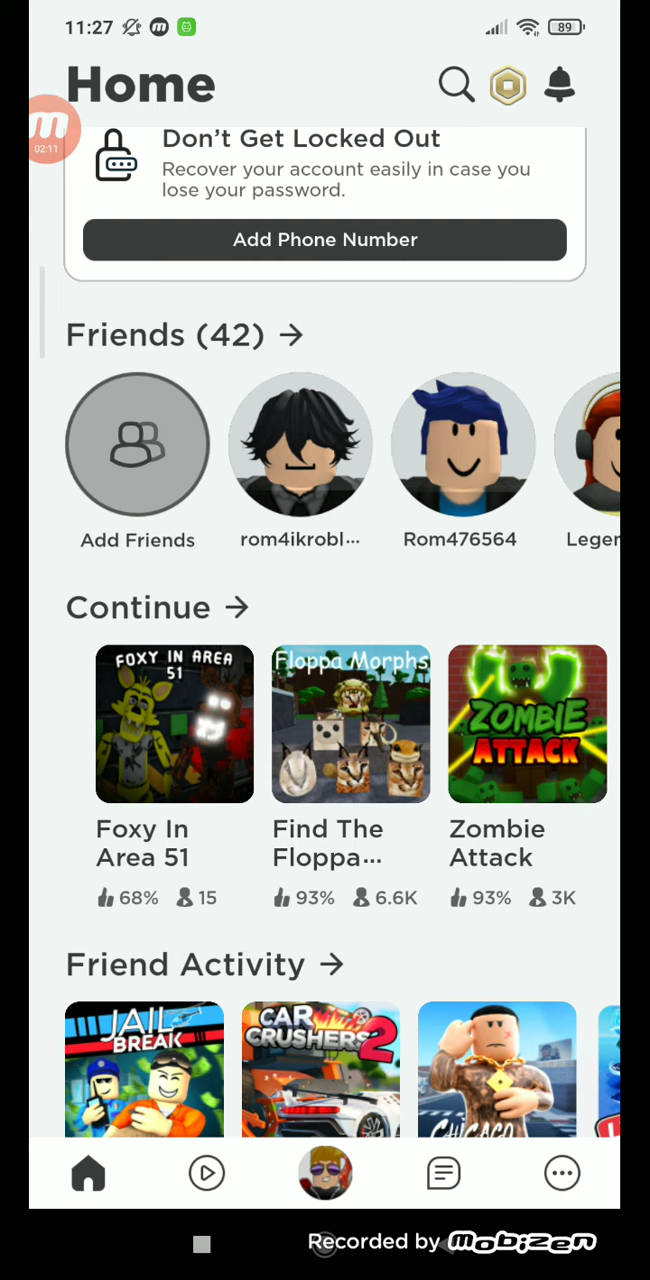 11:27
89
Home
02:11
Don't Get Locked Out
Recover your account easily in case you
lose your password.
Add Phone Number
Friends (42)
Add Friends
rom4ikrobl...
Rom476564
Leger
Continue
FOXY IN AREA
51
Floppa Morphs
ZOMBIE
ATTACK
Foxy In
Area 51
Find The
Floppa...
Zombie
Attack
68%
15
93%
6.6K
93%
3K
Friend Activity
JAIL
BREAK
CAR
CRUSHERS
2
CHICAGO
Recorded by mobizen